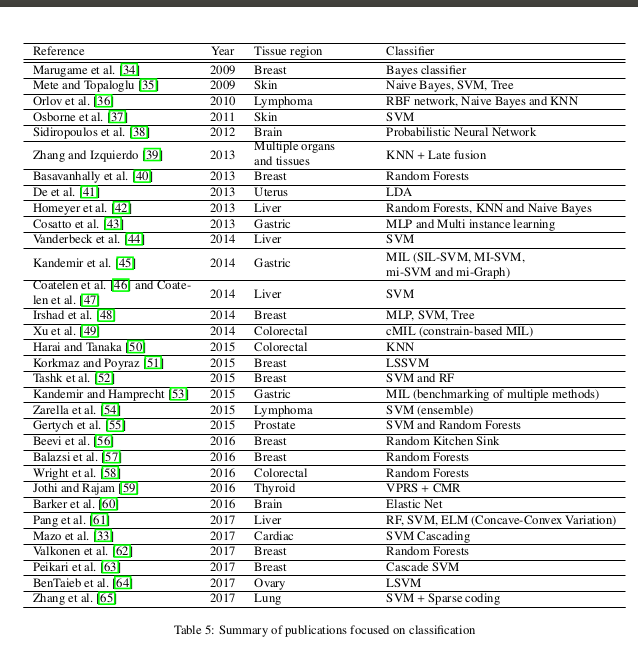 Reference Year Tissue region Classifier
Marugame et al. [34] 2009 Breast Bayes classifier
Mete and Topaloglu [35] 2009 Skin Naive Bayes, SVM, Tree
Orlov et al. [36] 2010 Lymphoma RBF network, Naive Bayes and KNN
Osborne et al. [37] 2011 Skin SVM
Sidiropoulos et al. [38] 2012 Brain Probabilistic Neural Network
Zhang and Izquierdo [39] 2013 Multiple organs
and tissues KNN + Late fusion
Basavanhally et al. [40] 2013 Breast Random Forests
De et al. [41] 2013 Uterus LDA
Homeyer et al. [42] 2013 Liver Random Forests, KNN and Naive Bayes
Cosatto et al. [43] 2013 Gastric MLP and Multi instance learning
Vanderbeck et al. [44] 2014 Liver SVM
Kandemir et al. [45] 2014 Gastric MIL (SIL-SVM, MI-SVM,
mi-SVM and mi-Graph)
Coatelen et al. [46] and Coate-
len et al. [47] 2014 Liver SVM
Irshad et al. [48] 2014 Breast MLP, SVM, Tree
Xu et al. [49] 2014 Colorectal cMIL (constrain-based MIL)
Harai and Tanaka [50] 2015 Colorectal KNN
Korkmaz and Poyraz [51] 2015 Breast LSSVM
Tashk et al. [52] 2015 Breast SVM and RF
Kandemir and Hamprecht [53] 2015 Gastric MIL (benchmarking of multiple methods)
Zarella et al. [54] 2015 Lymphoma SVM (ensemble)
Gertych et al. [55] 2015 Prostate SVM and Random Forests
Beevi et al. [56] 2016 Breast Random Kitchen Sink
Balazsi et al. [57] 2016 Breast Random Forests
Wright et al. [58] 2016 Colorectal Random Forests
Jothi and Rajam [59] 2016 Thyroid VPRS + CMR
Barker et al. [60] 2016 Brain Elastic Net
Pang et al. [61] 2017 Liver RF, SVM, ELM (Concave-Convex Variation)
Mazo et al. [33] 2017 Cardiac SVM Cascading
Valkonen et al. [62] 2017 Breast Random Forests
Peikari et al. [63] 2017 Breast Cascade SVM
BenTaieb et al. [64] 2017 Ovary LSVM
Zhang et al. [65] 2017 Lung SVM + Sparse coding
Table 5: Summary of publications focused on classification